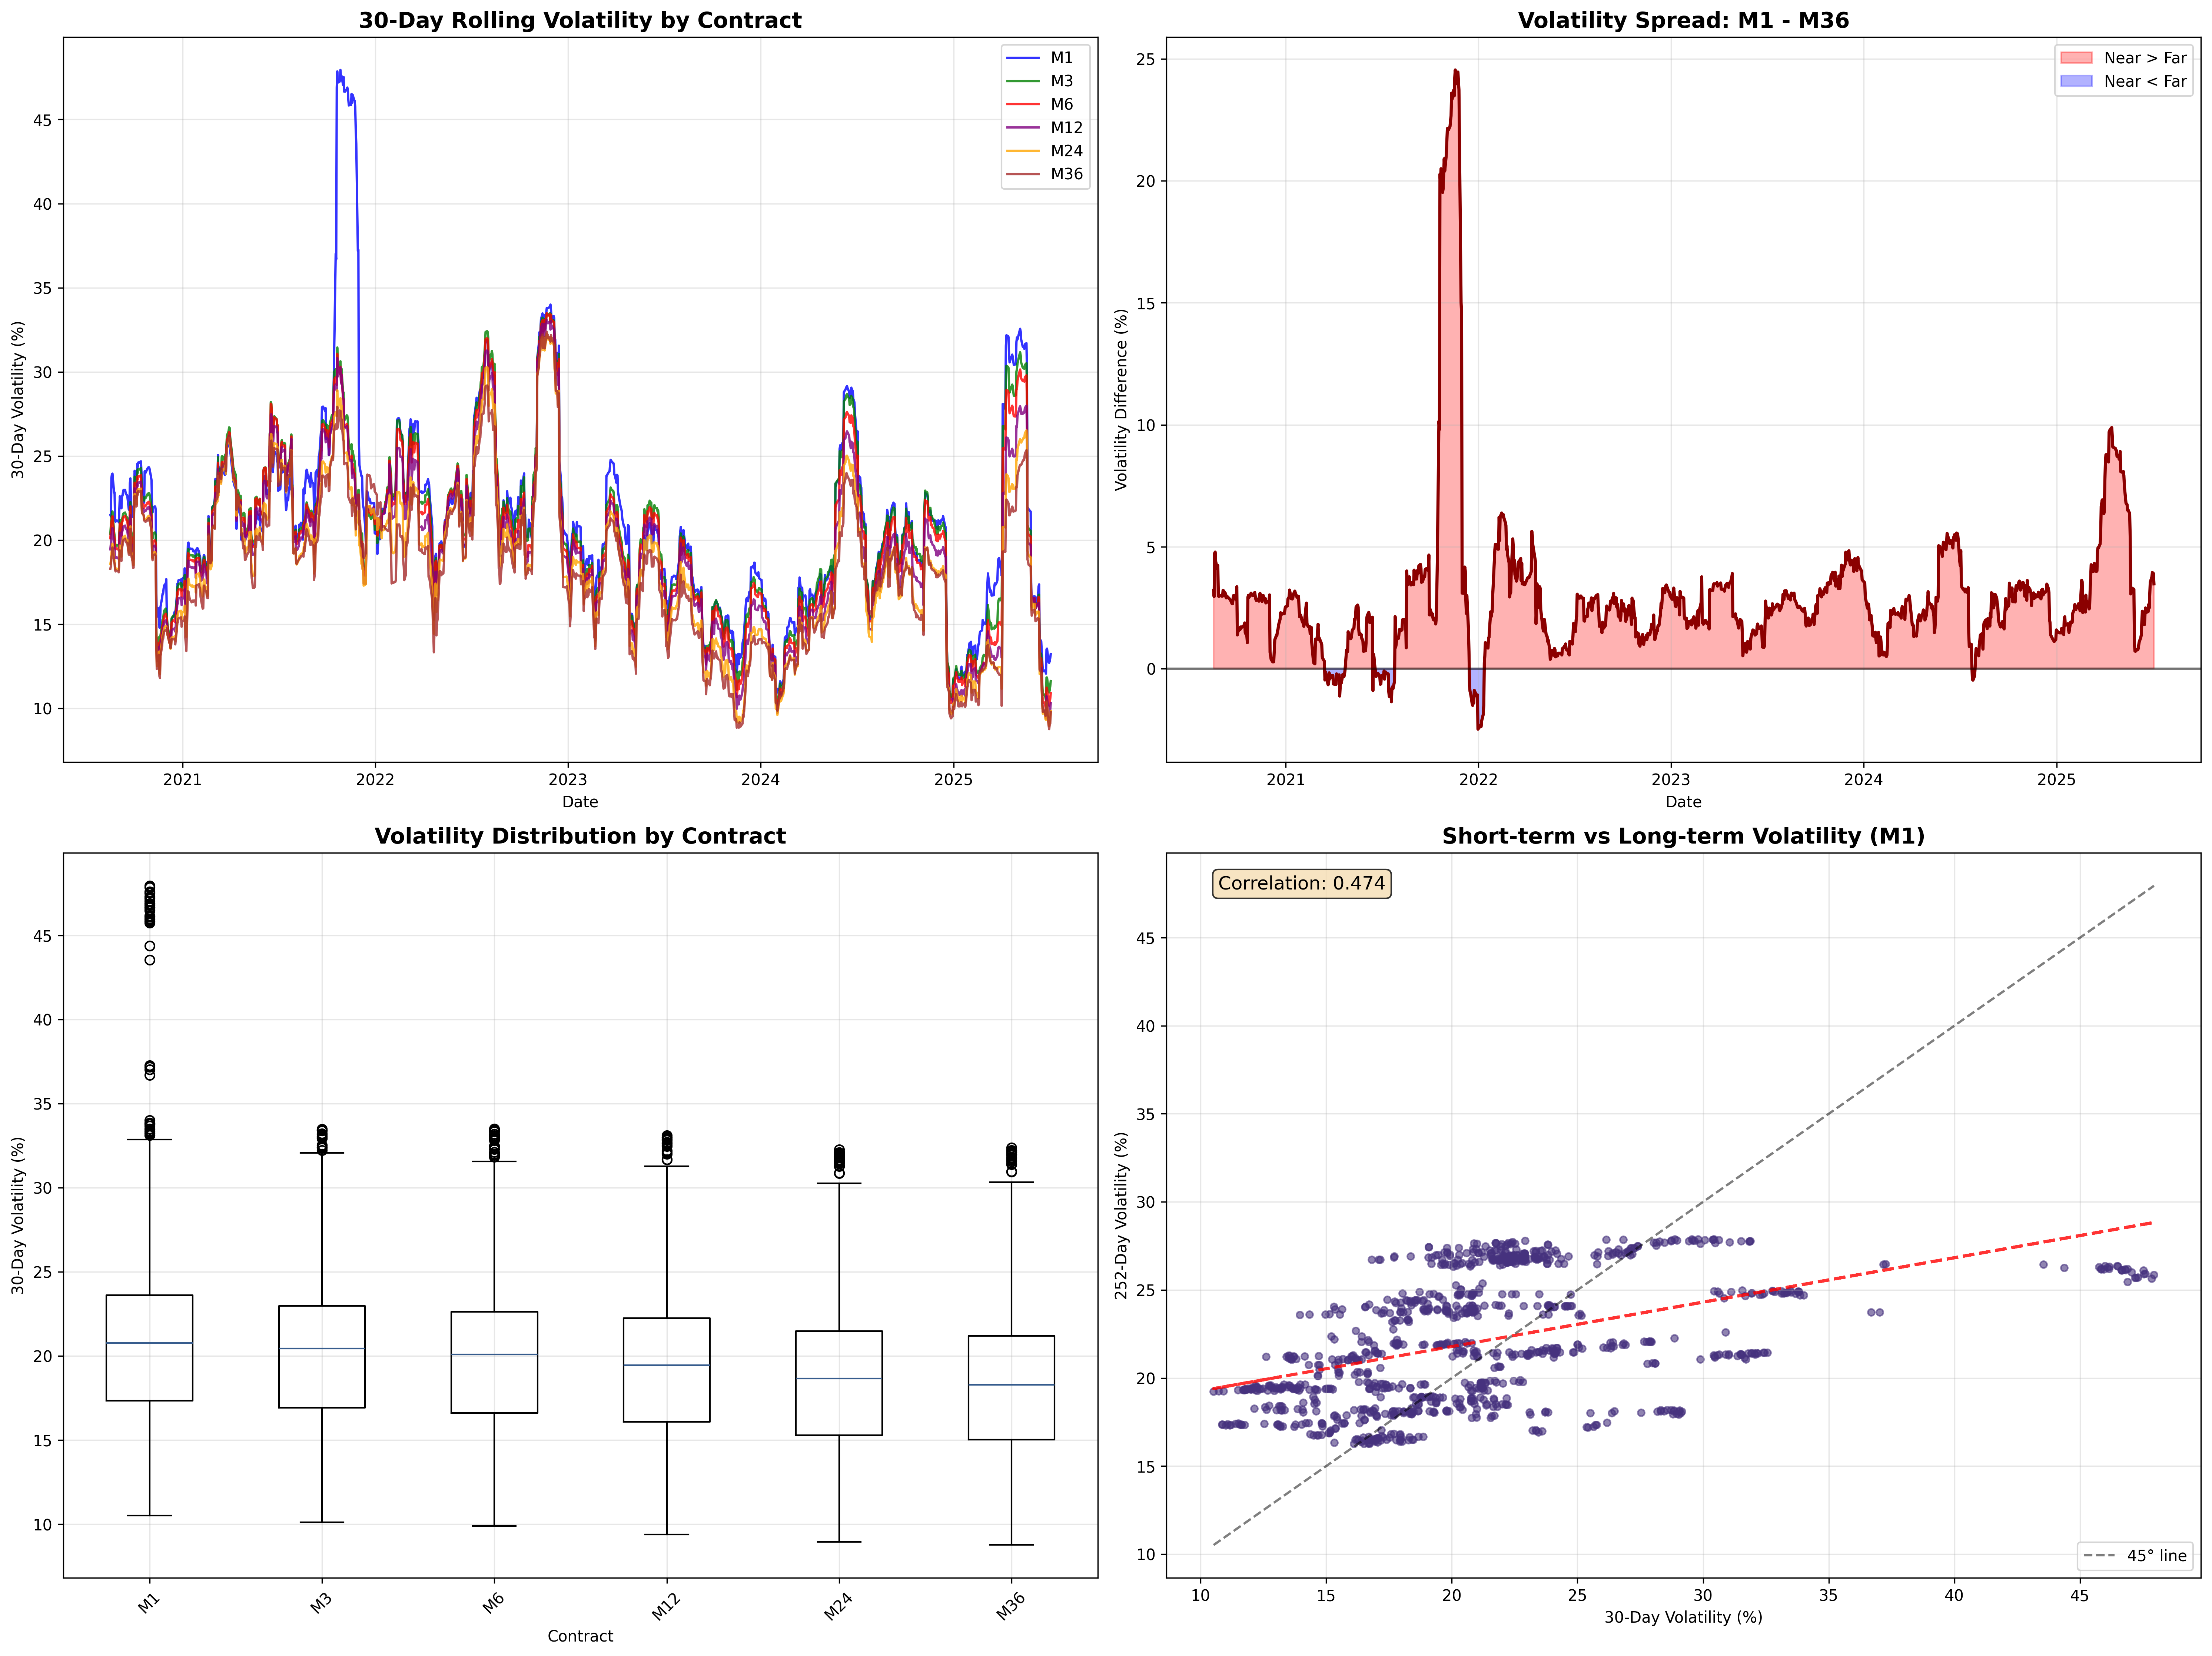 30-Day Rolling Volatility by Contract
30-Day Volatility (%)
45
40
35
30
25
20
15
10
2021 2022 2023 2024 2025
Date
M1
M3
M6
M12
M24
M36
Volatility Spread: M1 - M36
Volatility Difference (%)
25
20
15
10
5
0
2021 2022 2023 2024 2025
Date
Near > Far
Near < Far
Volatility Distribution by Contract
30-Day Volatility (%)
45
40
35
30
25
20
15
10
M1 M3 M6 M12 M24 M36
Contract
Short-term vs Long-term Volatility (M1)
Correlation: 0.474
252-Day Volatility (%)
45
40
35
30
25
20
15
10
10 15 20 25 30 35 40 45
30-Day Volatility (%)
45° line